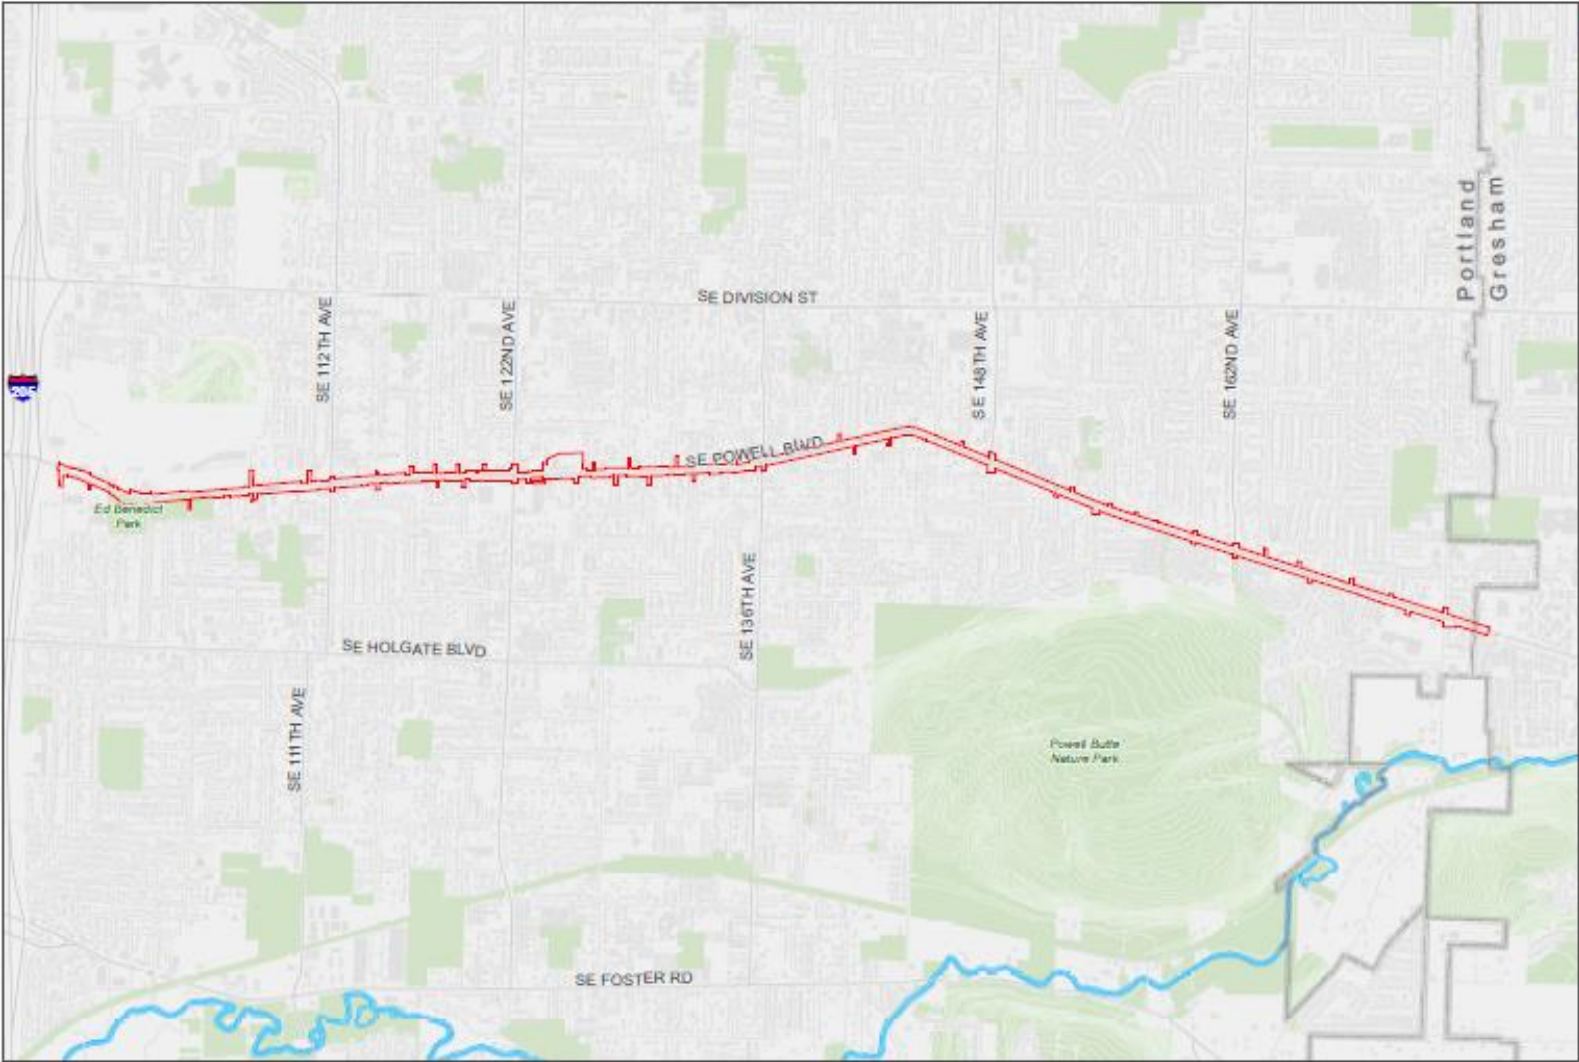 Portland
Gresham
SE DIVISION ST
SE 112TH AVE
SE 122ND AVE
SE 148TH AVE
SE 162ND AVE
205
SE POWELL BLVD
Ed Benedict
Park
SE 136TH AVE
SE HOLGATE BLVD
SE 111TH AVE
Powell Butte
Nature Park
SE FOSTER RD